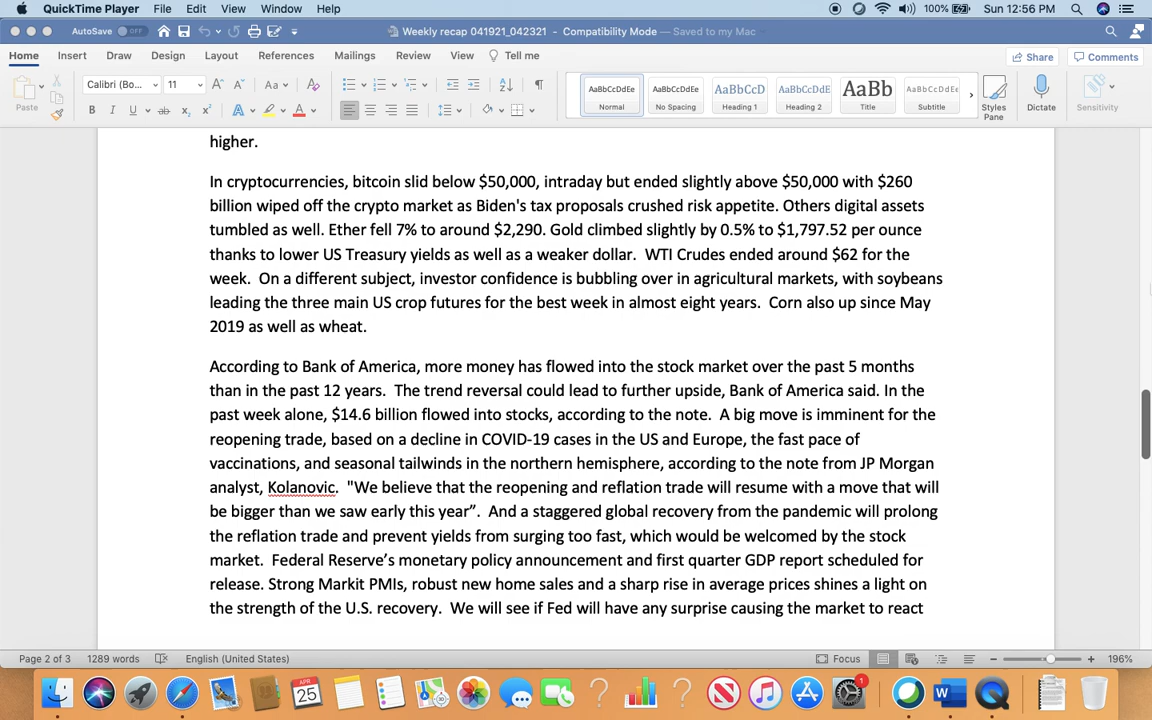 QuickTime Player File Edit View Window Help 100% Sun 12:56 PM
AutoSave OFF Weekly recap 041921_042321 - Compatibility Mode — Saved to my Mac
Home Insert Draw Design Layout References Mailings Review View Tell me Share Comments
Paste Calibri (Bo... 11 A A Aa A ¶ AaBbCcDdEe AaBbCcDdEe AaBbCcD AaBbCcDdE AaBb AaBbCcDdEe
B I U ab x₂ x² A A Normal No Spacing Heading 1 Heading 2 Title Subtitle Styles Pane Dictate Sensitivity
higher.
In cryptocurrencies, bitcoin slid below $50,000, intraday but ended slightly above $50,000 with $260
billion wiped off the crypto market as Biden's tax proposals crushed risk appetite. Others digital assets
tumbled as well. Ether fell 7% to around $2,290. Gold climbed slightly by 0.5% to $1,797.52 per ounce
thanks to lower US Treasury yields as well as a weaker dollar. WTI Crudes ended around $62 for the
week. On a different subject, investor confidence is bubbling over in agricultural markets, with soybeans
leading the three main US crop futures for the best week in almost eight years. Corn also up since May
2019 as well as wheat.
According to Bank of America, more money has flowed into the stock market over the past 5 months
than in the past 12 years. The trend reversal could lead to further upside, Bank of America said. In the
past week alone, $14.6 billion flowed into stocks, according to the note. A big move is imminent for the
reopening trade, based on a decline in COVID-19 cases in the US and Europe, the fast pace of
vaccinations, and seasonal tailwinds in the northern hemisphere, according to the note from JP Morgan
analyst, Kolanovic. "We believe that the reopening and reflation trade will resume with a move that will
be bigger than we saw early this year”. And a staggered global recovery from the pandemic will prolong
the reflation trade and prevent yields from surging too fast, which would be welcomed by the stock
market. Federal Reserve’s monetary policy announcement and first quarter GDP report scheduled for
release. Strong Markit PMIs, robust new home sales and a sharp rise in average prices shines a light on
the strength of the U.S. recovery. We will see if Fed will have any surprise causing the market to react
Page 2 of 3 1289 words English (United States) Focus 196%
APR 25 1